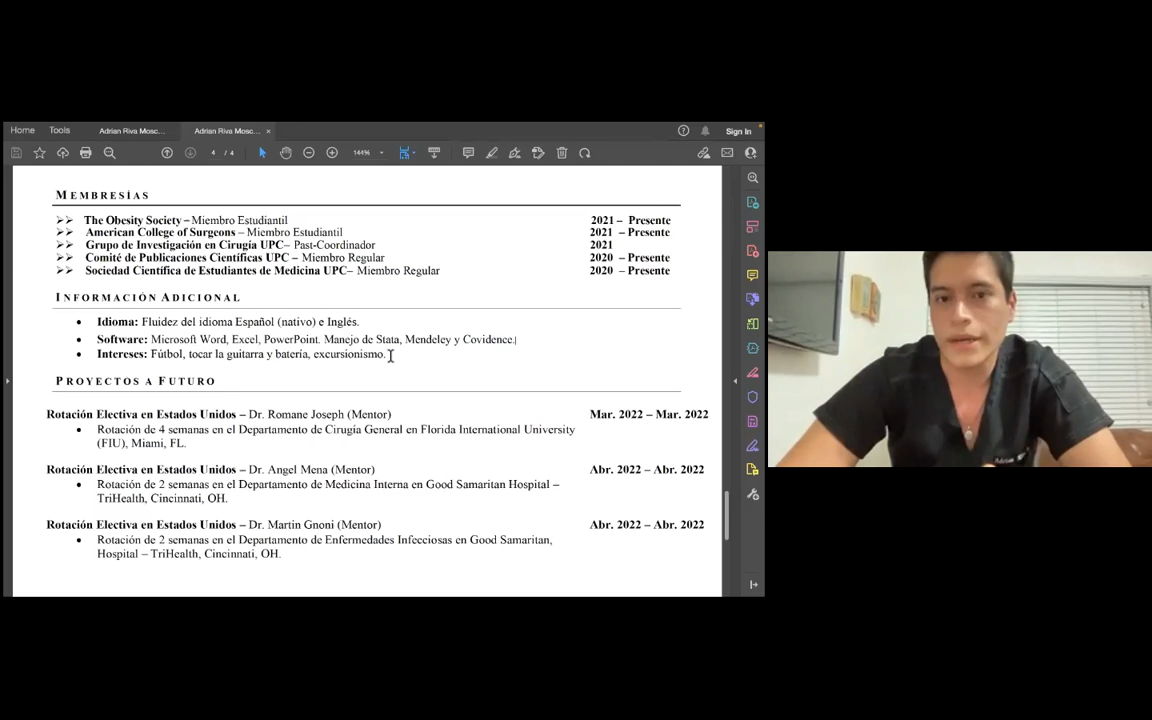 Home Tools Adrian Riva Mosc... Adrian Riva Mosc... × Sign In
4 / 4 144%
MEMBRESÍAS
The Obesity Society – Miembro Estudiantil 2021 – Presente
American College of Surgeons – Miembro Estudiantil 2021 – Presente
Grupo de Investigación en Cirugía UPC– Past-Coordinador 2021
Comité de Publicaciones Científicas UPC – Miembro Regular 2020 – Presente
Sociedad Científica de Estudiantes de Medicina UPC– Miembro Regular 2020 – Presente
INFORMACIÓN ADICIONAL
• Idioma: Fluidez del idioma Español (nativo) e Inglés.
• Software: Microsoft Word, Excel, PowerPoint. Manejo de Stata, Mendeley y Covidence.
• Intereses: Fútbol, tocar la guitarra y batería, excursionismo.
PROYECTOS A FUTURO
Rotación Electiva en Estados Unidos – Dr. Romane Joseph (Mentor) Mar. 2022 – Mar. 2022
• Rotación de 4 semanas en el Departamento de Cirugía General en Florida International University
(FIU), Miami, FL.
Rotación Electiva en Estados Unidos – Dr. Angel Mena (Mentor) Abr. 2022 – Abr. 2022
• Rotación de 2 semanas en el Departamento de Medicina Interna en Good Samaritan Hospital –
TriHealth, Cincinnati, OH.
Rotación Electiva en Estados Unidos – Dr. Martin Gnoni (Mentor) Abr. 2022 – Abr. 2022
• Rotación de 2 semanas en el Departamento de Enfermedades Infecciosas en Good Samaritan,
Hospital – TriHealth, Cincinnati, OH.